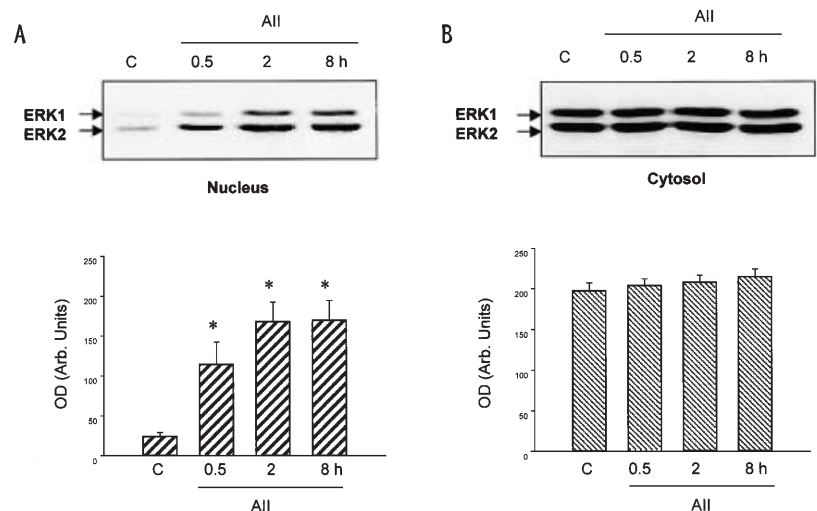 A
AII
C 0.5 2 8 h
ERK1
ERK2
Nucleus
OD (Arb. Units)
250
200
150
100
50
0
*
*
*
C 0.5 2 8 h
AII
B
AII
C 0.5 2 8 h
ERK1
ERK2
Cytosol
OD (Arb. Units)
250
200
150
100
50
0
C 0.5 2 8 h
AII